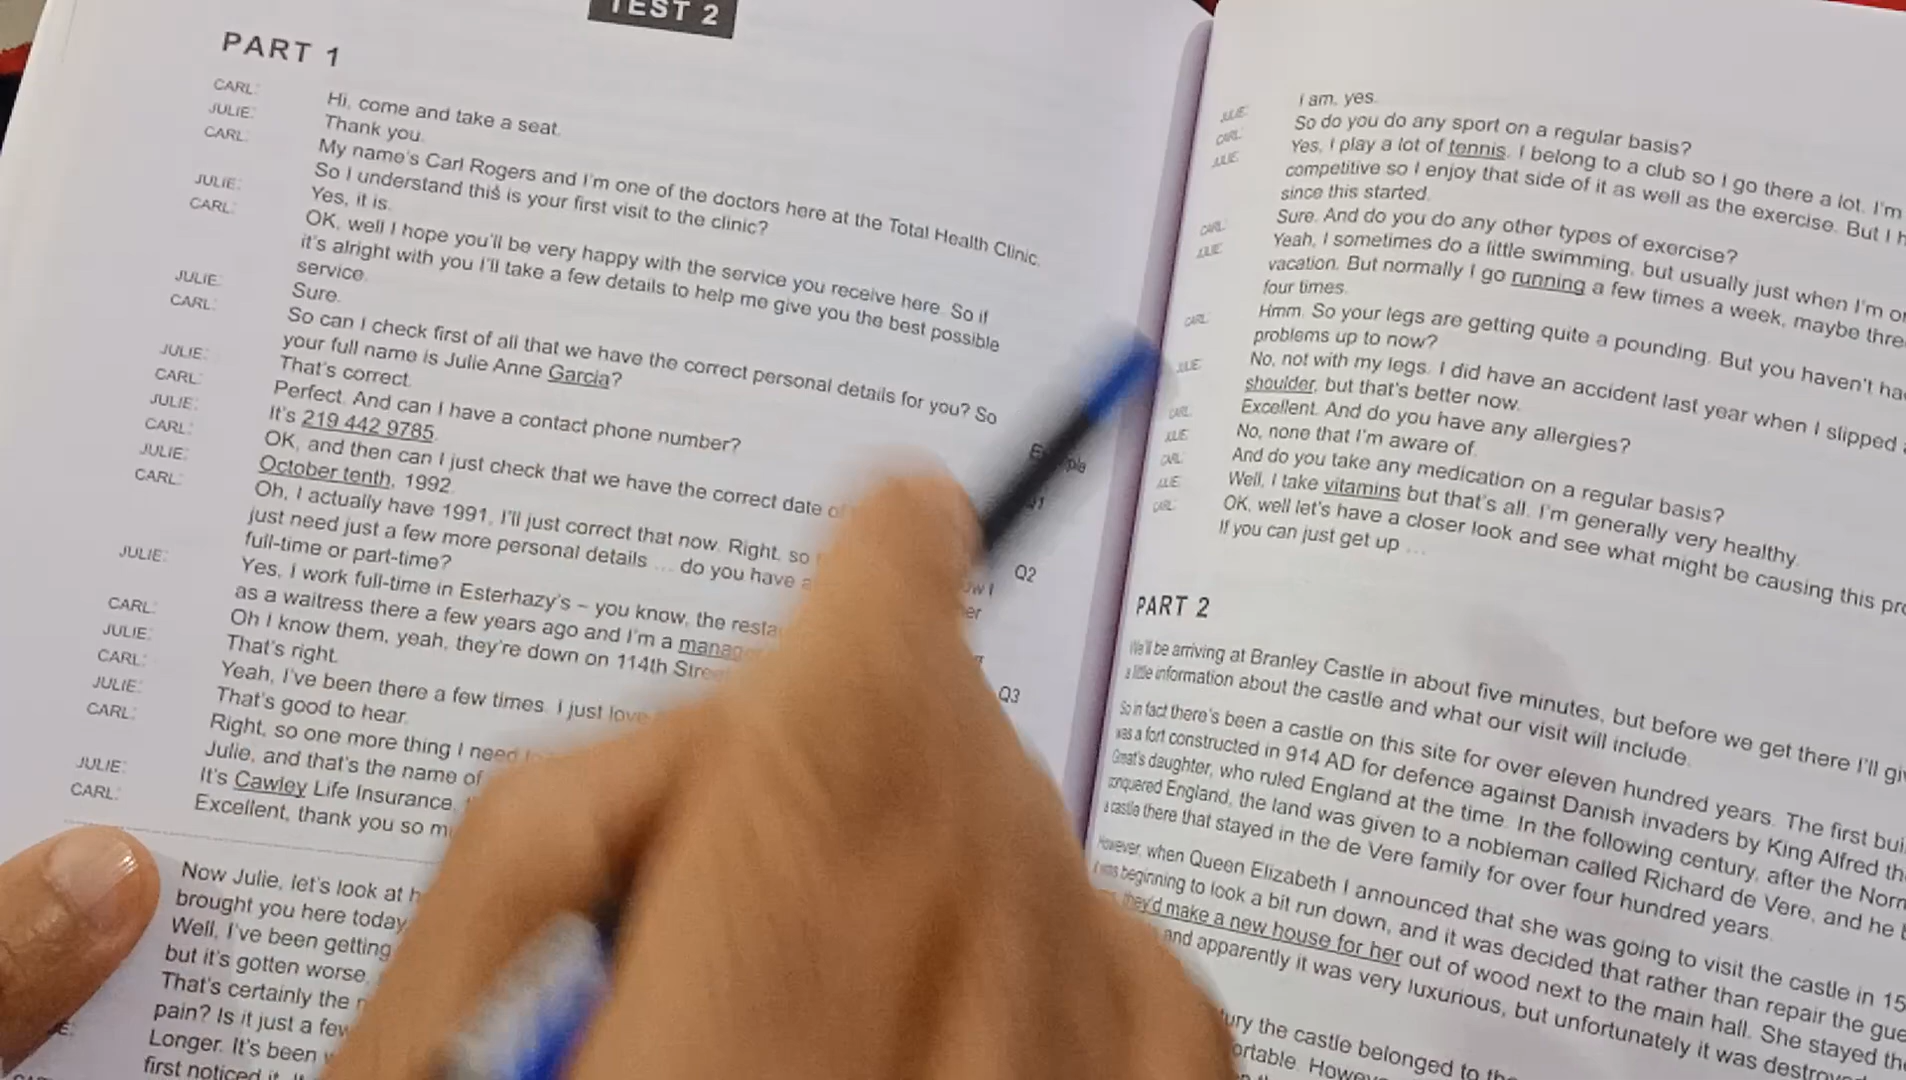 TEST 2
PART 1
CARL: Hi, come and take a seat.
JULIE: Thank you.
CARL: My name's Carl Rogers and I'm one of the doctors here at the Total Health Clinic.
So I understand this is your first visit to the clinic?
JULIE: Yes, it is.
CARL: OK, well I hope you'll be very happy with the service you receive here. So if
it's alright with you I'll take a few details to help me give you the best possible
service.
JULIE: Sure.
CARL: So can I check first of all that we have the correct personal details for you? So
your full name is Julie Anne Garcia?
JULIE: That's correct.
CARL: Perfect. And can I have a contact phone number?
JULIE: It's 219 442 9785.
CARL: OK, and then can I just check that we have the correct date
JULIE: October tenth, 1992.
CARL: Oh, I actually have 1991, I'll just correct that now. Right, so
just need just a few more personal details ... do you have
full-time or part-time?
JULIE: Yes, I work full-time in Esterhazy's – you know, the
as a waitress there a few years ago and I'm a
CARL: Oh I know them, yeah, they're down on 114th
JULIE: That's right.
CARL: Yeah, I've been there a few times. I just
JULIE: That's good to hear.
CARL: Right, so one more thing I need
Julie, and that's the name of
JULIE: It's Cawley Life Insurance,
CARL: Excellent, thank you so
Q2
Q3
Now Julie, let's look at
brought you here today
Well, I've been getting
but it's gotten worse.
That's certainly the
pain? Is it just a few
Longer. It's been
first noticed it.
JULIE: I am, yes.
CARL: So do you do any sport on a regular basis?
JULIE: Yes, I play a lot of tennis. I belong to a club so I go there a lot. I'm
competitive so I enjoy that side of it as well as the exercise. But I
since this started.
CARL: Sure. And do you do any other types of exercise?
JULIE: Yeah, I sometimes do a little swimming, but usually just when I'm
vacation. But normally I go running a few times a week, maybe
four times.
CARL: Hmm. So your legs are getting quite a pounding. But you haven't
problems up to now?
JULIE: No, not with my legs. I did have an accident last year when I slipped
shoulder, but that's better now.
CARL: Excellent. And do you have any allergies?
JULIE: No, none that I'm aware of.
CARL: And do you take any medication on a regular basis?
JULIE: Well, I take vitamins but that's all. I'm generally very healthy.
CARL: OK, well let's have a closer look and see what might be causing this
If you can just get up ...
PART 2
We'll be arriving at Branley Castle in about five minutes, but before we get there I'll
a little information about the castle and what our visit will include.
So in fact there's been a castle on this site for over eleven hundred years. The first
was a fort constructed in 914 AD for defence against Danish invaders by King Alfred
Great's daughter, who ruled England at the time. In the following century, after the
conquered England, the land was given to a nobleman called Richard de Vere, and he
a castle there that stayed in the de Vere family for over four hundred years.
However, when Queen Elizabeth I announced that she was going to visit the castle in
it was beginning to look a bit run down, and it was decided that rather than repair the
they'd make a new house for her out of wood next to the main hall. She stayed
and apparently it was very luxurious, but unfortunately it was
the castle belonged to